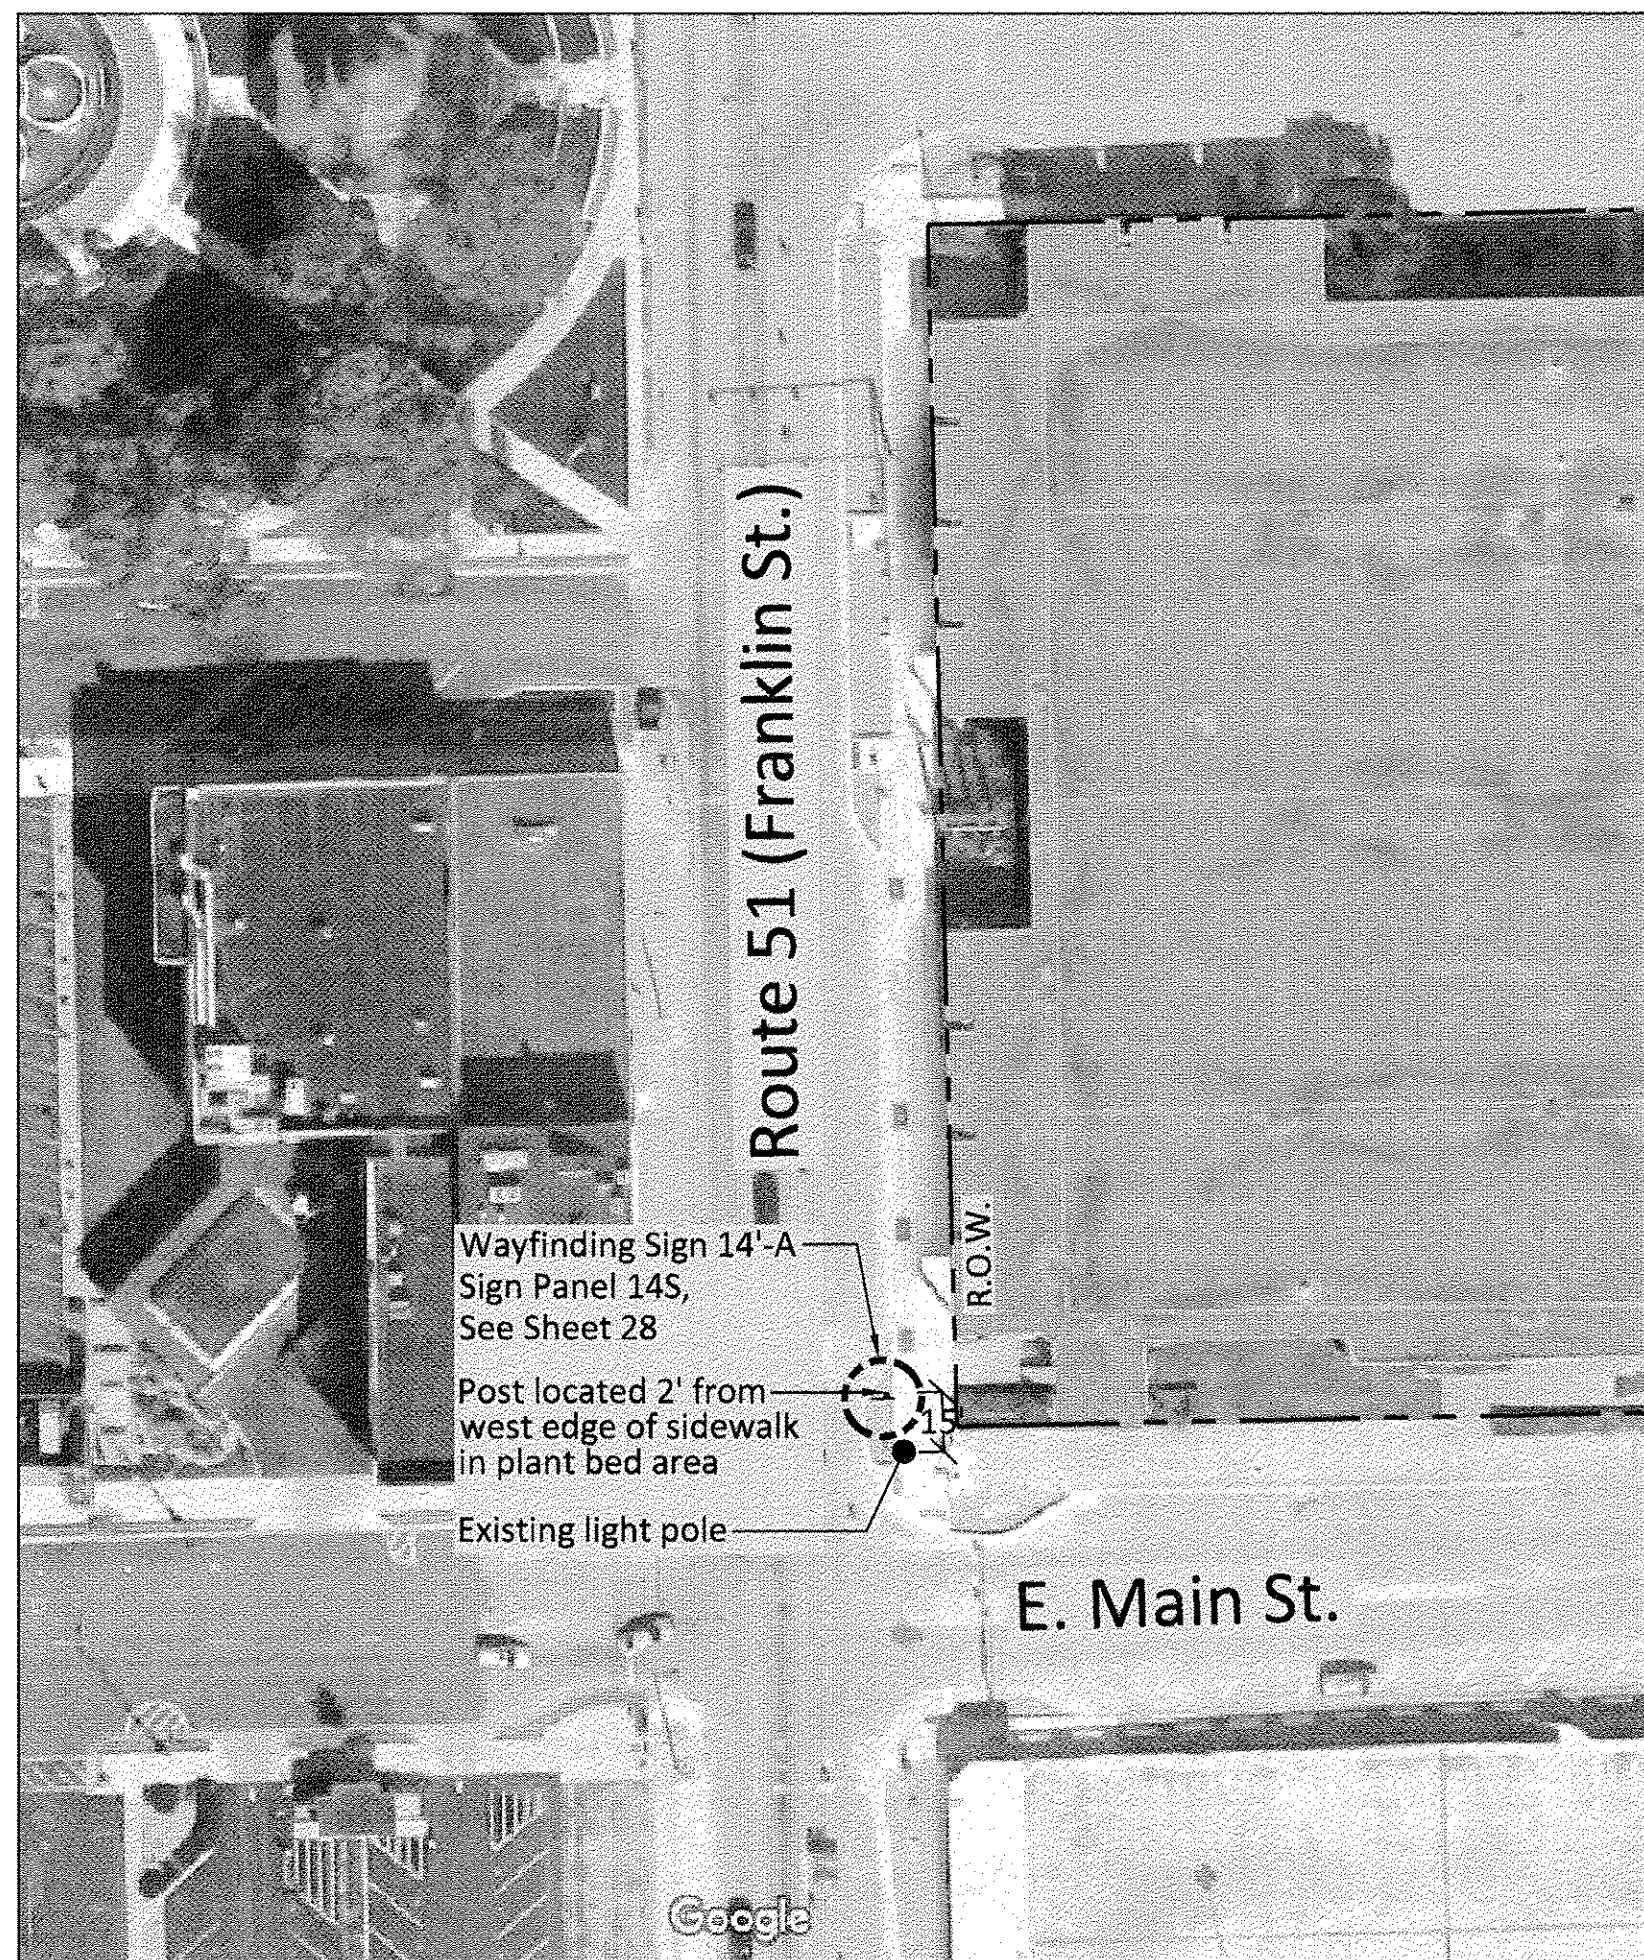 Route 51 (Franklin St.)
R.O.W.
Wayfinding Sign 14'-A
Sign Panel 14S,
See Sheet 28
Post located 2' from
west edge of sidewalk
in plant bed area
15'
Existing light pole
E. Main St.
Google